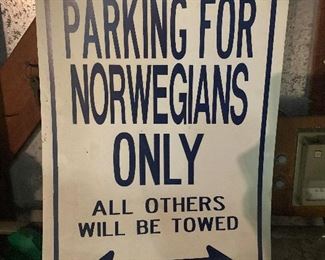 PARKING FOR
NORWEGIANS
ONLY
ALL OTHERS
WILL BE TOWED